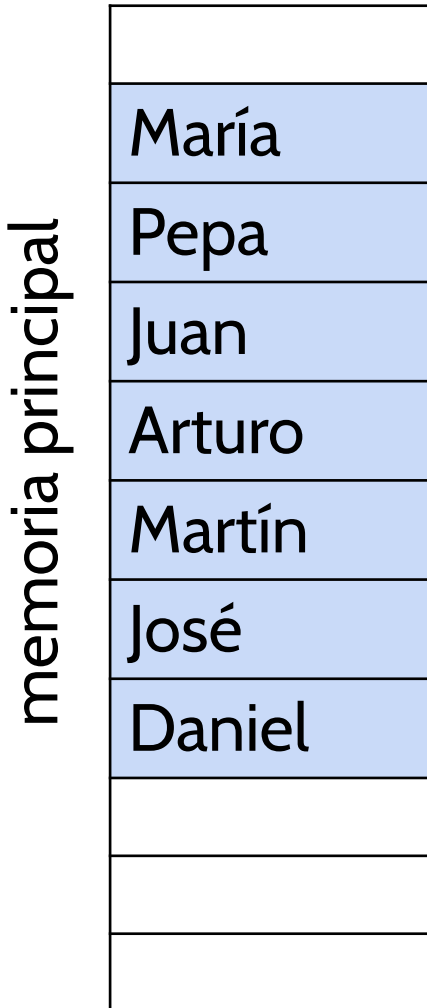 memoria principal
María
Pepa
Juan
Arturo
Martín
José
Daniel